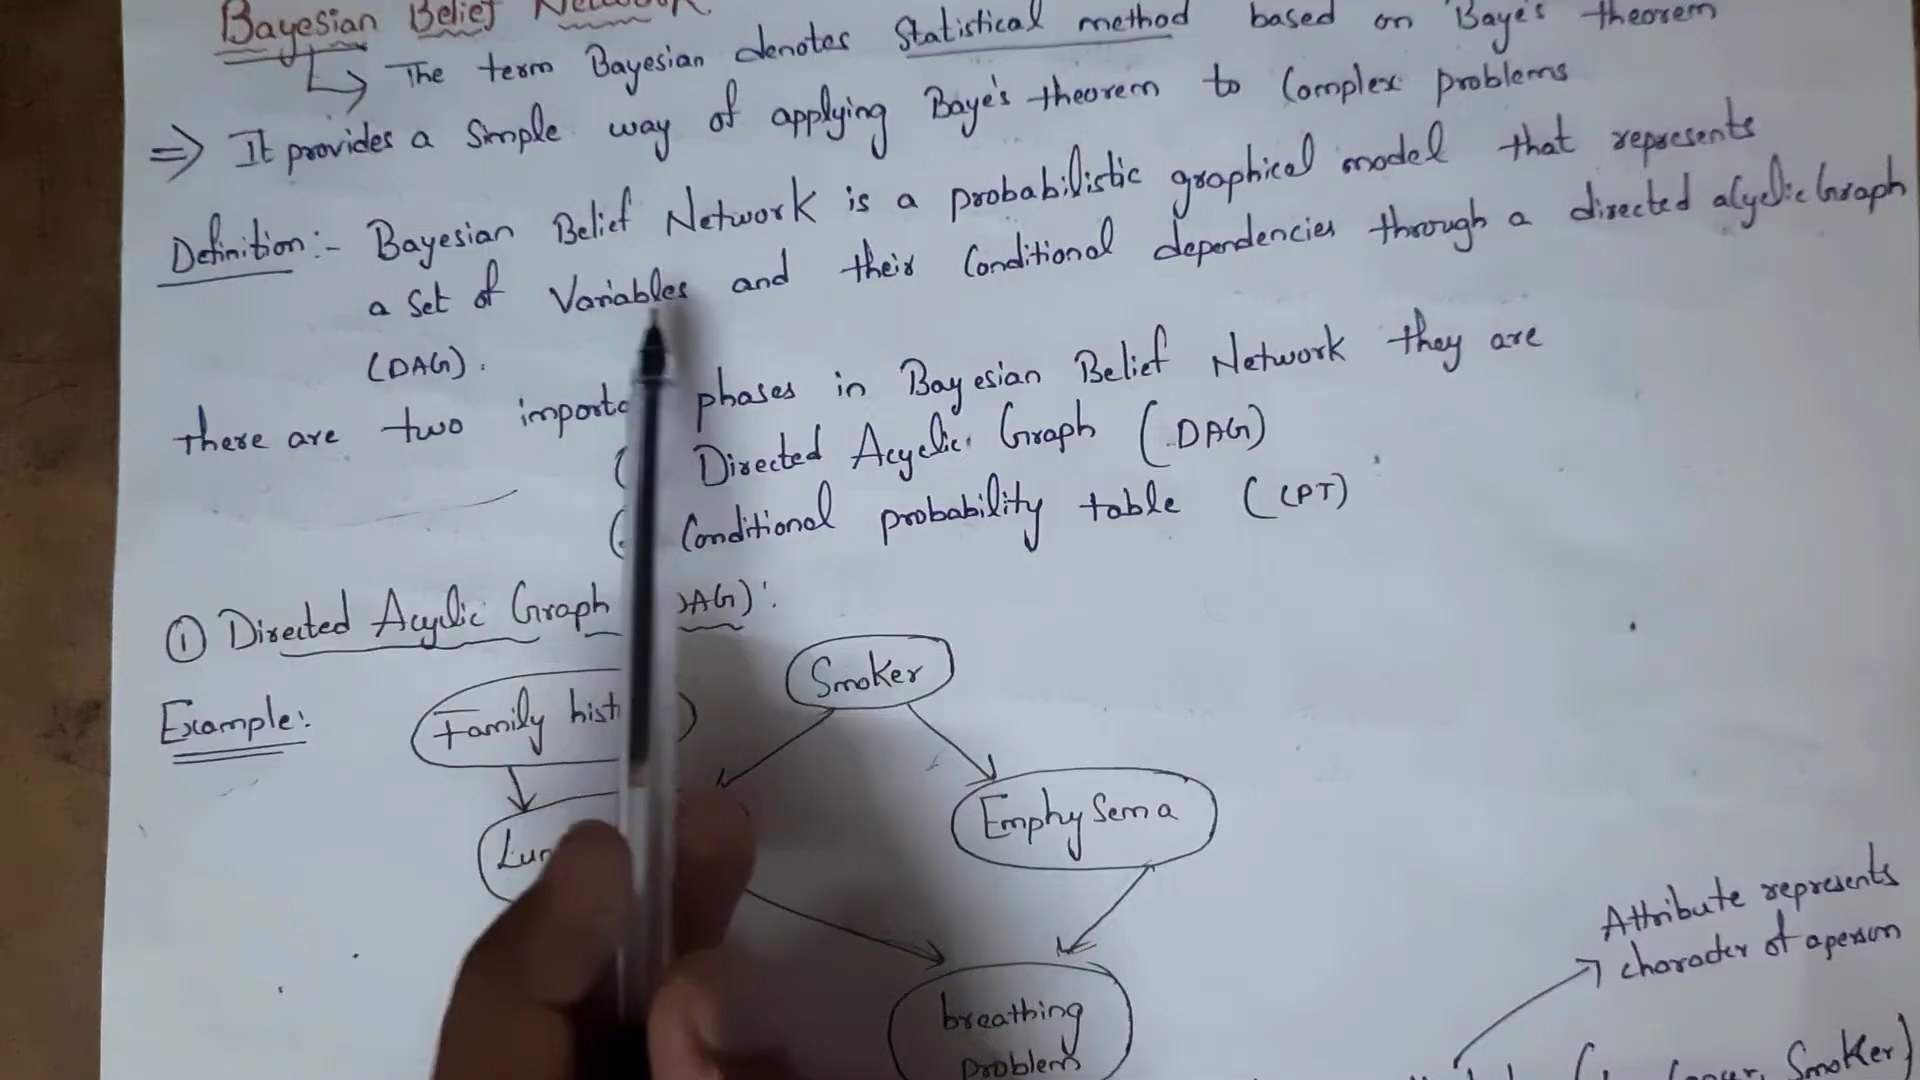 Bayesian Belief Network
The term Bayesian denotes Statistical method based on Baye's theorem
=> It provides a Simple way of applying Baye's theorem to Complex problems
Definition:- Bayesian Belief Network is a probabilistic graphical model that represents
a Set of Variables and their Conditional dependencies through a directed acyclic Graph
(DAG).
there are two phases in Bayesian Belief Network they are
Directed Acyclic Graph (DAG)
Conditional probability table (CPT)
① Directed Acyclic Graph DAG):
Example:
Smoker
Family
Emphysema
Attribute represents
character of a person
breathing
problem
Smoker)